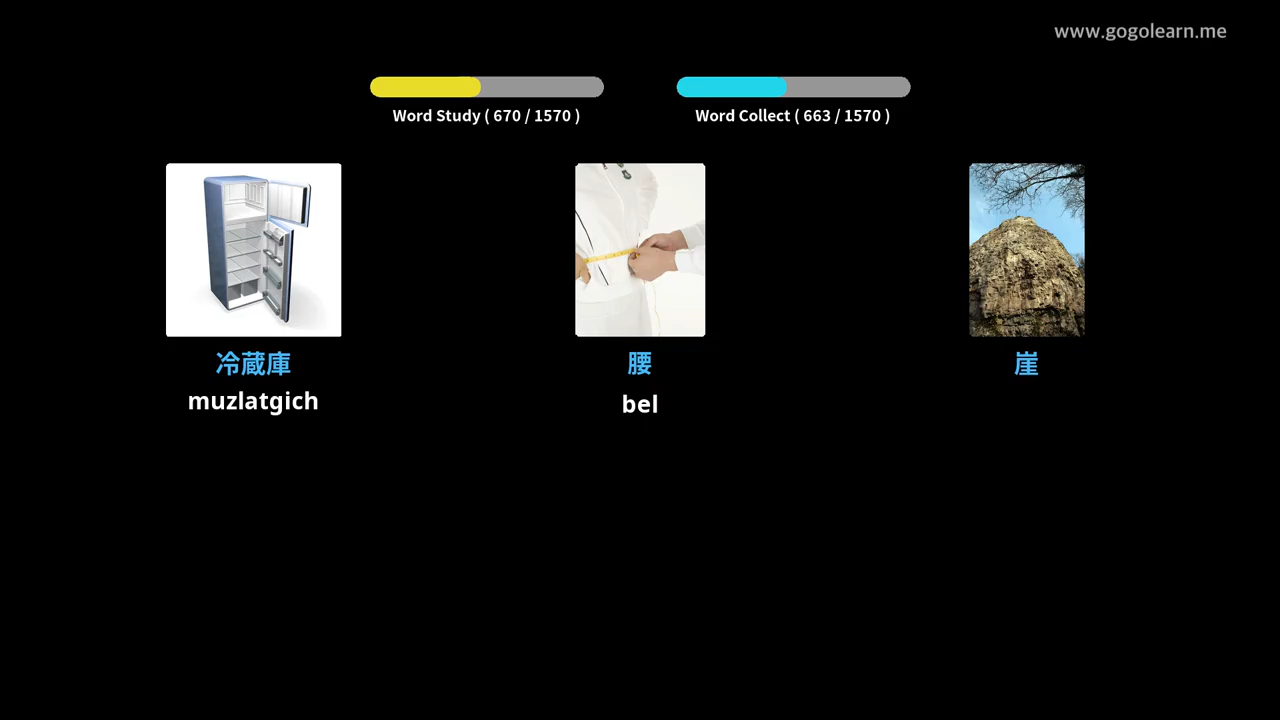 www.gogolearn.me
Word Study ( 670 / 1570 )
Word Collect ( 663 / 1570 )
冷蔵庫
muzlatgich
腰
bel
崖